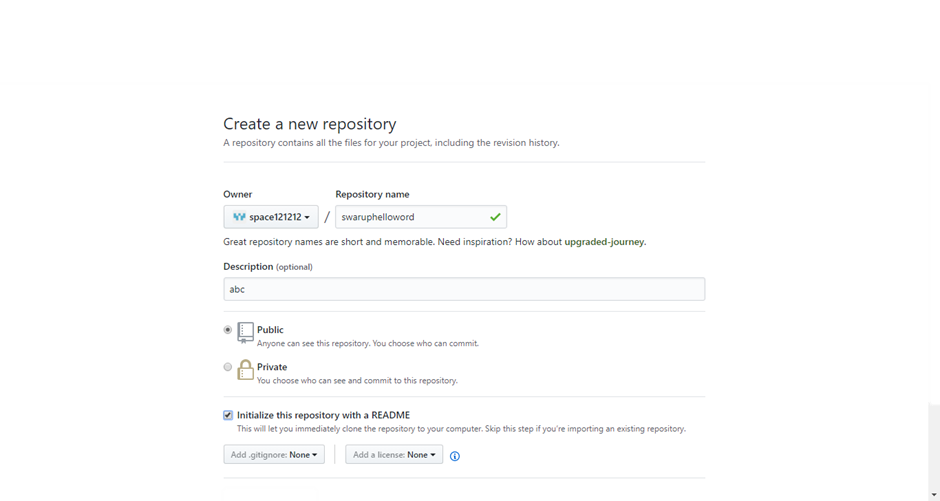 Create a new repository
A repository contains all the files for your project, including the revision history.
Owner Repository name
space121212 / swaruphelloword
Great repository names are short and memorable. Need inspiration? How about upgraded-journey.
Description (optional)
abc
Public
Anyone can see this repository. You choose who can commit.
Private
You choose who can see and commit to this repository.
Initialize this repository with a README
This will let you immediately clone the repository to your computer. Skip this step if you're importing an existing repository.
Add .gitignore: None Add a license: None